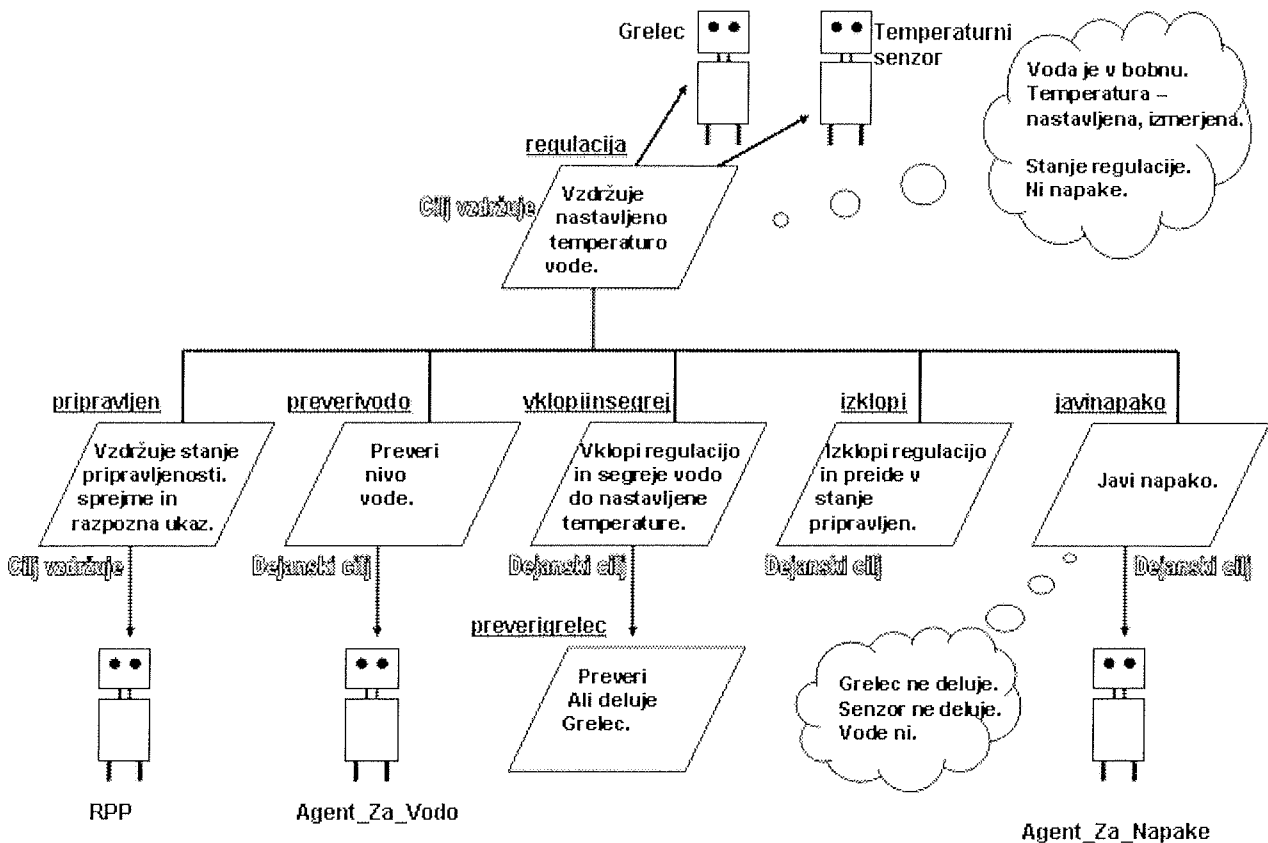 Grelec
Temperaturni
senzor
Voda je v bobnu.
Temperatura –
nastavljena, izmerjena.
Stanje regulacije.
Ni napake.
regulacija
Cilj vzdržuje
Vzdržuje
nastavljeno
temperaturo
vode.
pripravljen
Vzdržuje stanje
pripravljenosti.
sprejme in
razpozna ukaz.
Cilj vzdržuje
RPP
preverivodo
Preveri
nivo
vode.
Dejanski cilj
Agent_Za_Vodo
vklopiinsegrej
Vklopi regulacijo
in segreje vodo
do nastavljene
temperature.
Dejanski cilj
preverigrelec
Preveri
Ali deluje
Grelec.
izklopi
Izklopi regulacijo
in preide v
stanje
pripravljen.
Dejanski cilj
javinapako
Javi napako.
Dejanski cilj
Grelec ne deluje.
Senzor ne deluje.
Vode ni.
Agent_Za_Napake